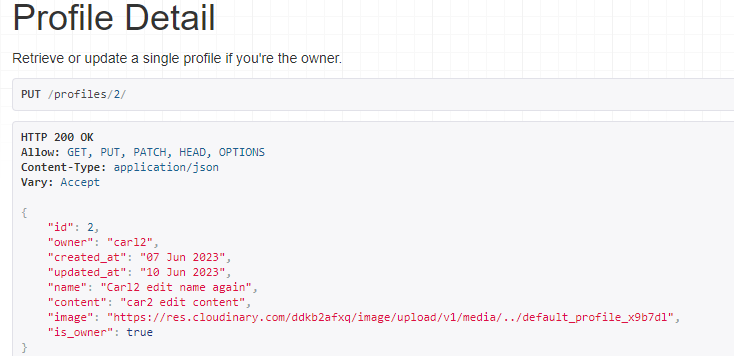 Profile Detail
Retrieve or update a single profile if you're the owner.
PUT /profiles/2/
HTTP 200 OK
Allow: GET, PUT, PATCH, HEAD, OPTIONS
Content-Type: application/json
Vary: Accept
{
"id": 2,
"owner": "carl2",
"created_at": "07 Jun 2023",
"updated_at": "10 Jun 2023",
"name": "Carl2 edit name again",
"content": "car2 edit content",
"image": "https://res.cloudinary.com/ddkb2afxq/image/upload/v1/media/../default_profile_x9b7dl",
"is_owner": true
}